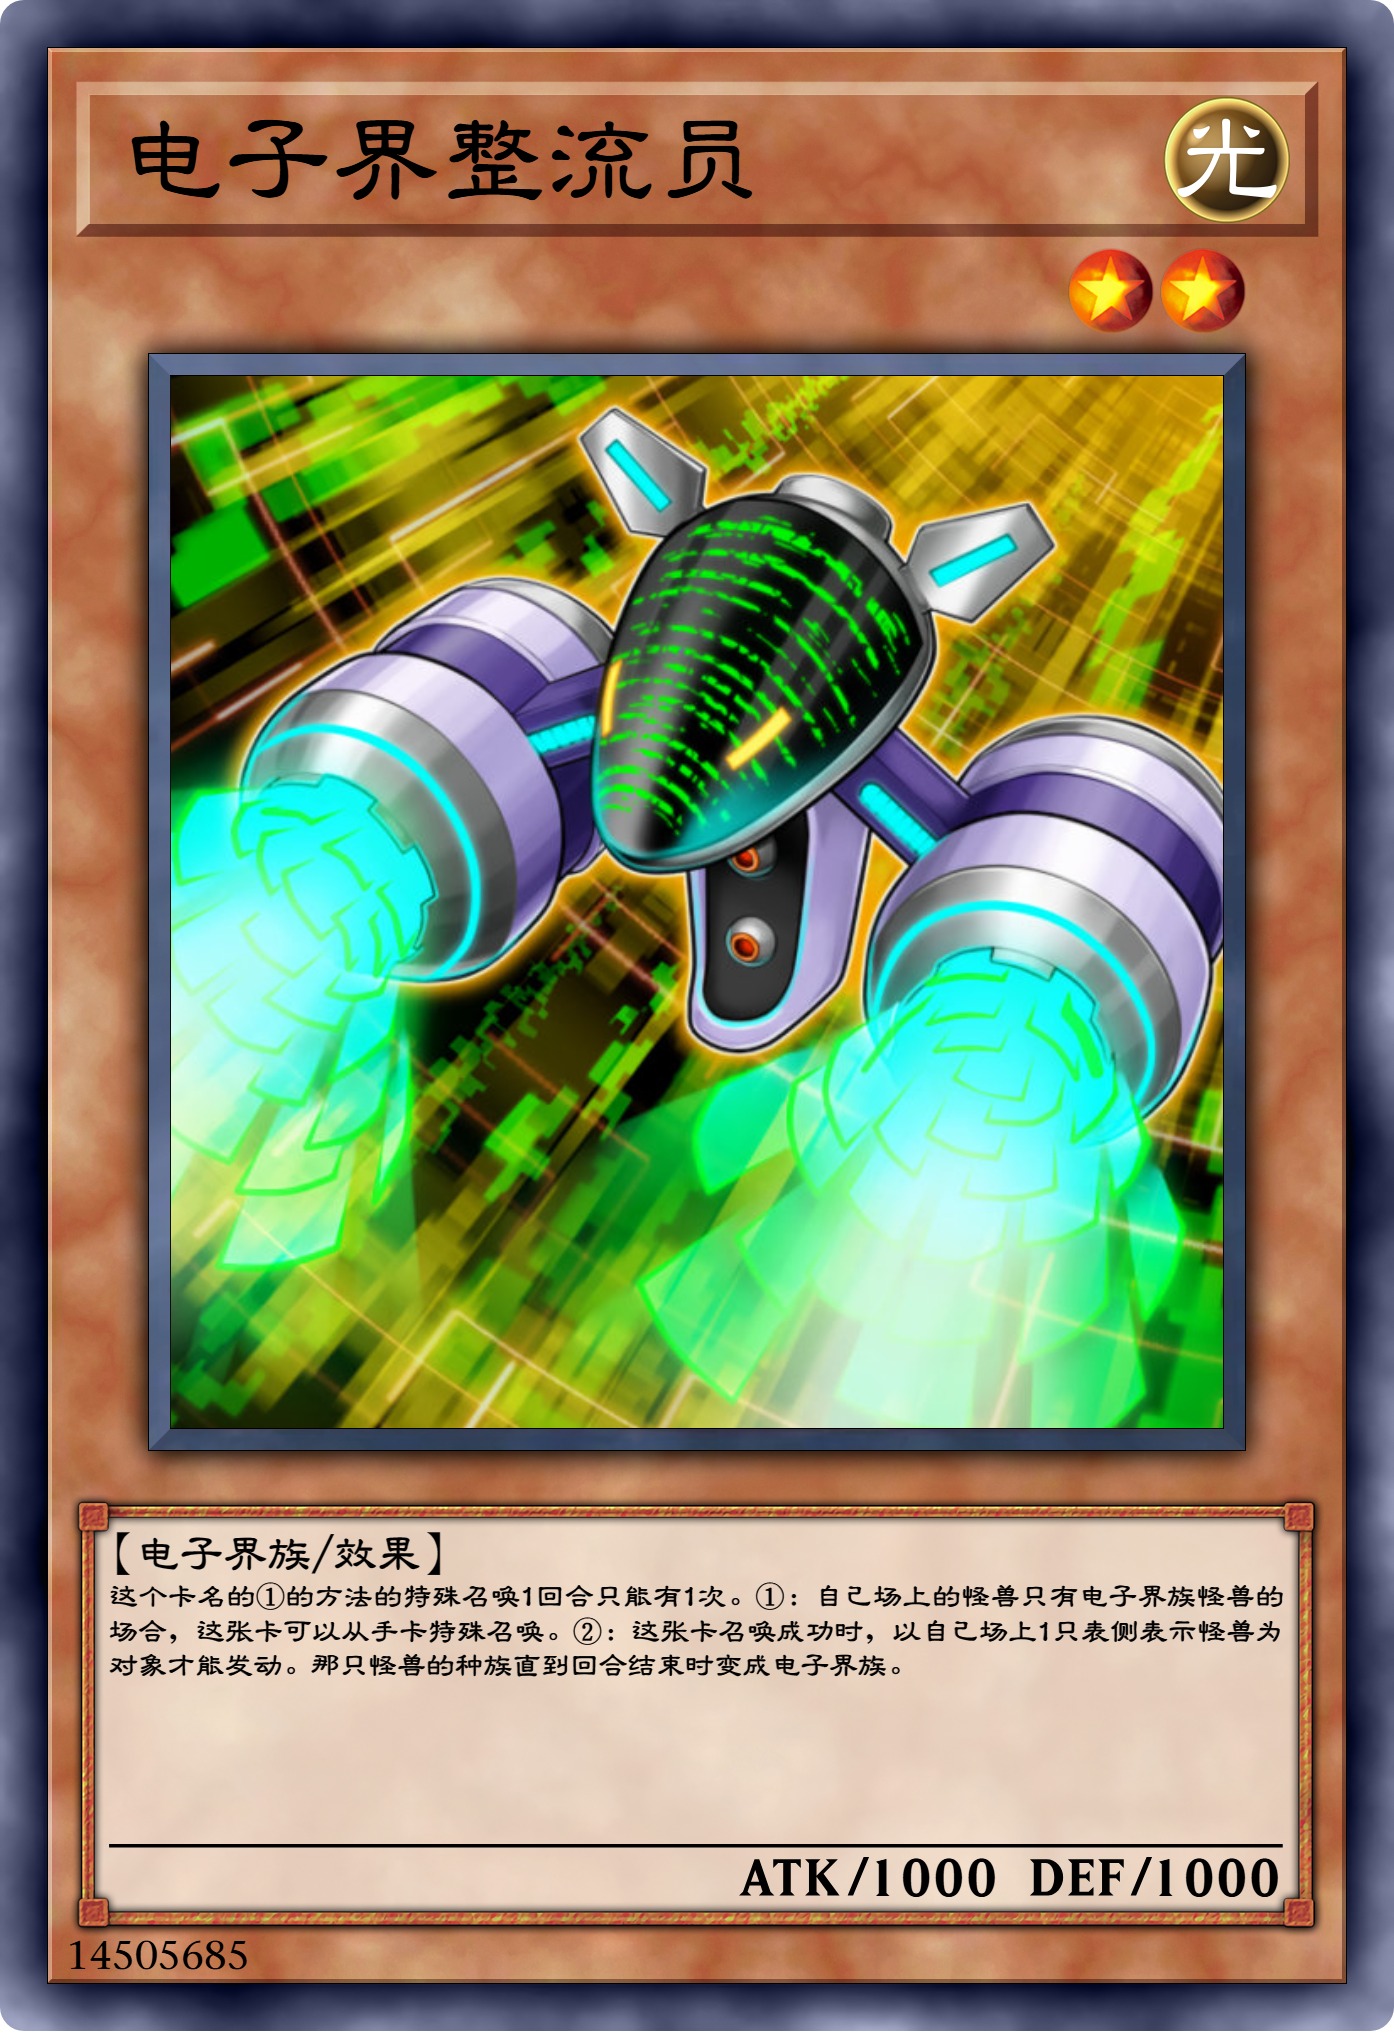 电子界整流员
光
【电子界族/效果】
这个卡名的①的方法的特殊召唤1回合只能有1次。①：自己场上的怪兽只有电子界族怪兽的
场合，这张卡可以从手卡特殊召唤。②：这张卡召唤成功时，以自己场上1只表侧表示怪兽为
对象才能发动。那只怪兽的种族直到回合结束时变成电子界族。
ATK/1000 DEF/1000
14505685